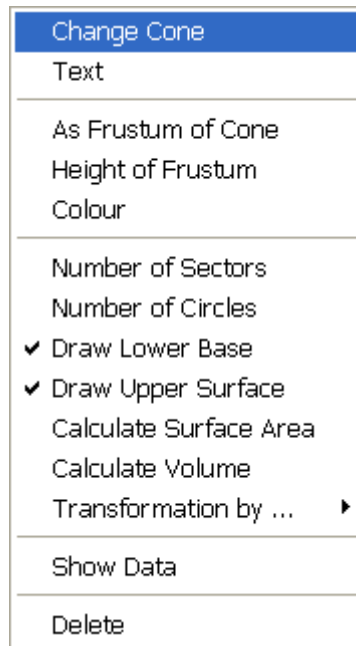 Change Cone
Text
As Frustum of Cone
Height of Frustum
Colour
Number of Sectors
Number of Circles
Draw Lower Base
Draw Upper Surface
Calculate Surface Area
Calculate Volume
Transformation by ...
Show Data
Delete